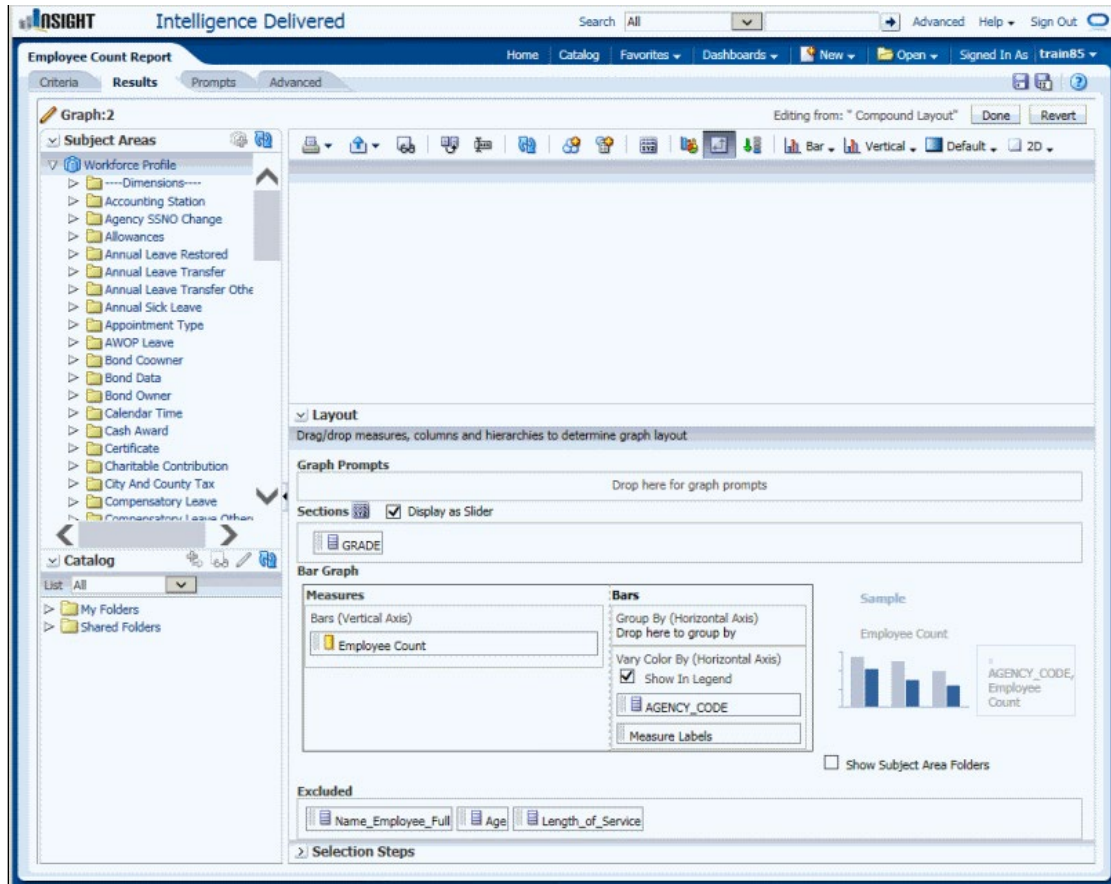 INSIGHT Intelligence Delivered Search All Advanced Help Sign Out
Employee Count Report Home Catalog Favorites Dashboards New Open Signed In As train85
Criteria Results Prompts Advanced
Graph:2 Editing from: " Compound Layout" Done Revert
Subject Areas
Bar Vertical Default 2D
Workforce Profile
----Dimensions----
Accounting Station
Agency SSNO Change
Allowances
Annual Leave Restored
Annual Leave Transfer
Annual Leave Transfer Othe
Annual Sick Leave
Appointment Type
AWOP Leave
Bond Coowner
Bond Data
Bond Owner
Calendar Time
Cash Award
Certificate
Charitable Contribution
City And County Tax
Compensatory Leave
Compensatory Leave Other
Catalog
List All
My Folders
Shared Folders
Layout
Drag/drop measures, columns and hierarchies to determine graph layout
Graph Prompts
Drop here for graph prompts
Sections Display as Slider
GRADE
Bar Graph
Measures
Bars (Vertical Axis)
Employee Count
Bars
Group By (Horizontal Axis)
Drop here to group by
Vary Color By (Horizontal Axis)
Show In Legend
AGENCY_CODE
Measure Labels
Sample
Employee Count
AGENCY_CODE,
Employee
Count
Show Subject Area Folders
Excluded
Name_Employee_Full Age Length_of_Service
Selection Steps